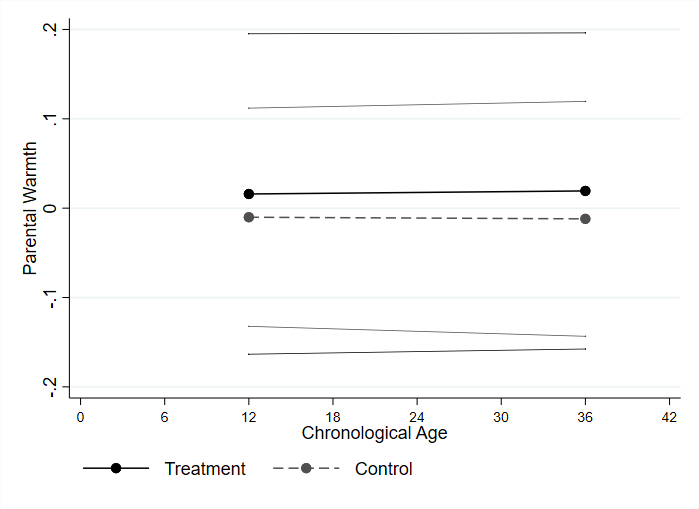 .2
.1
0
-.1
-.2
Parental Warmth
0 6 12 18 24 30 36 42
Chronological Age
Treatment Control